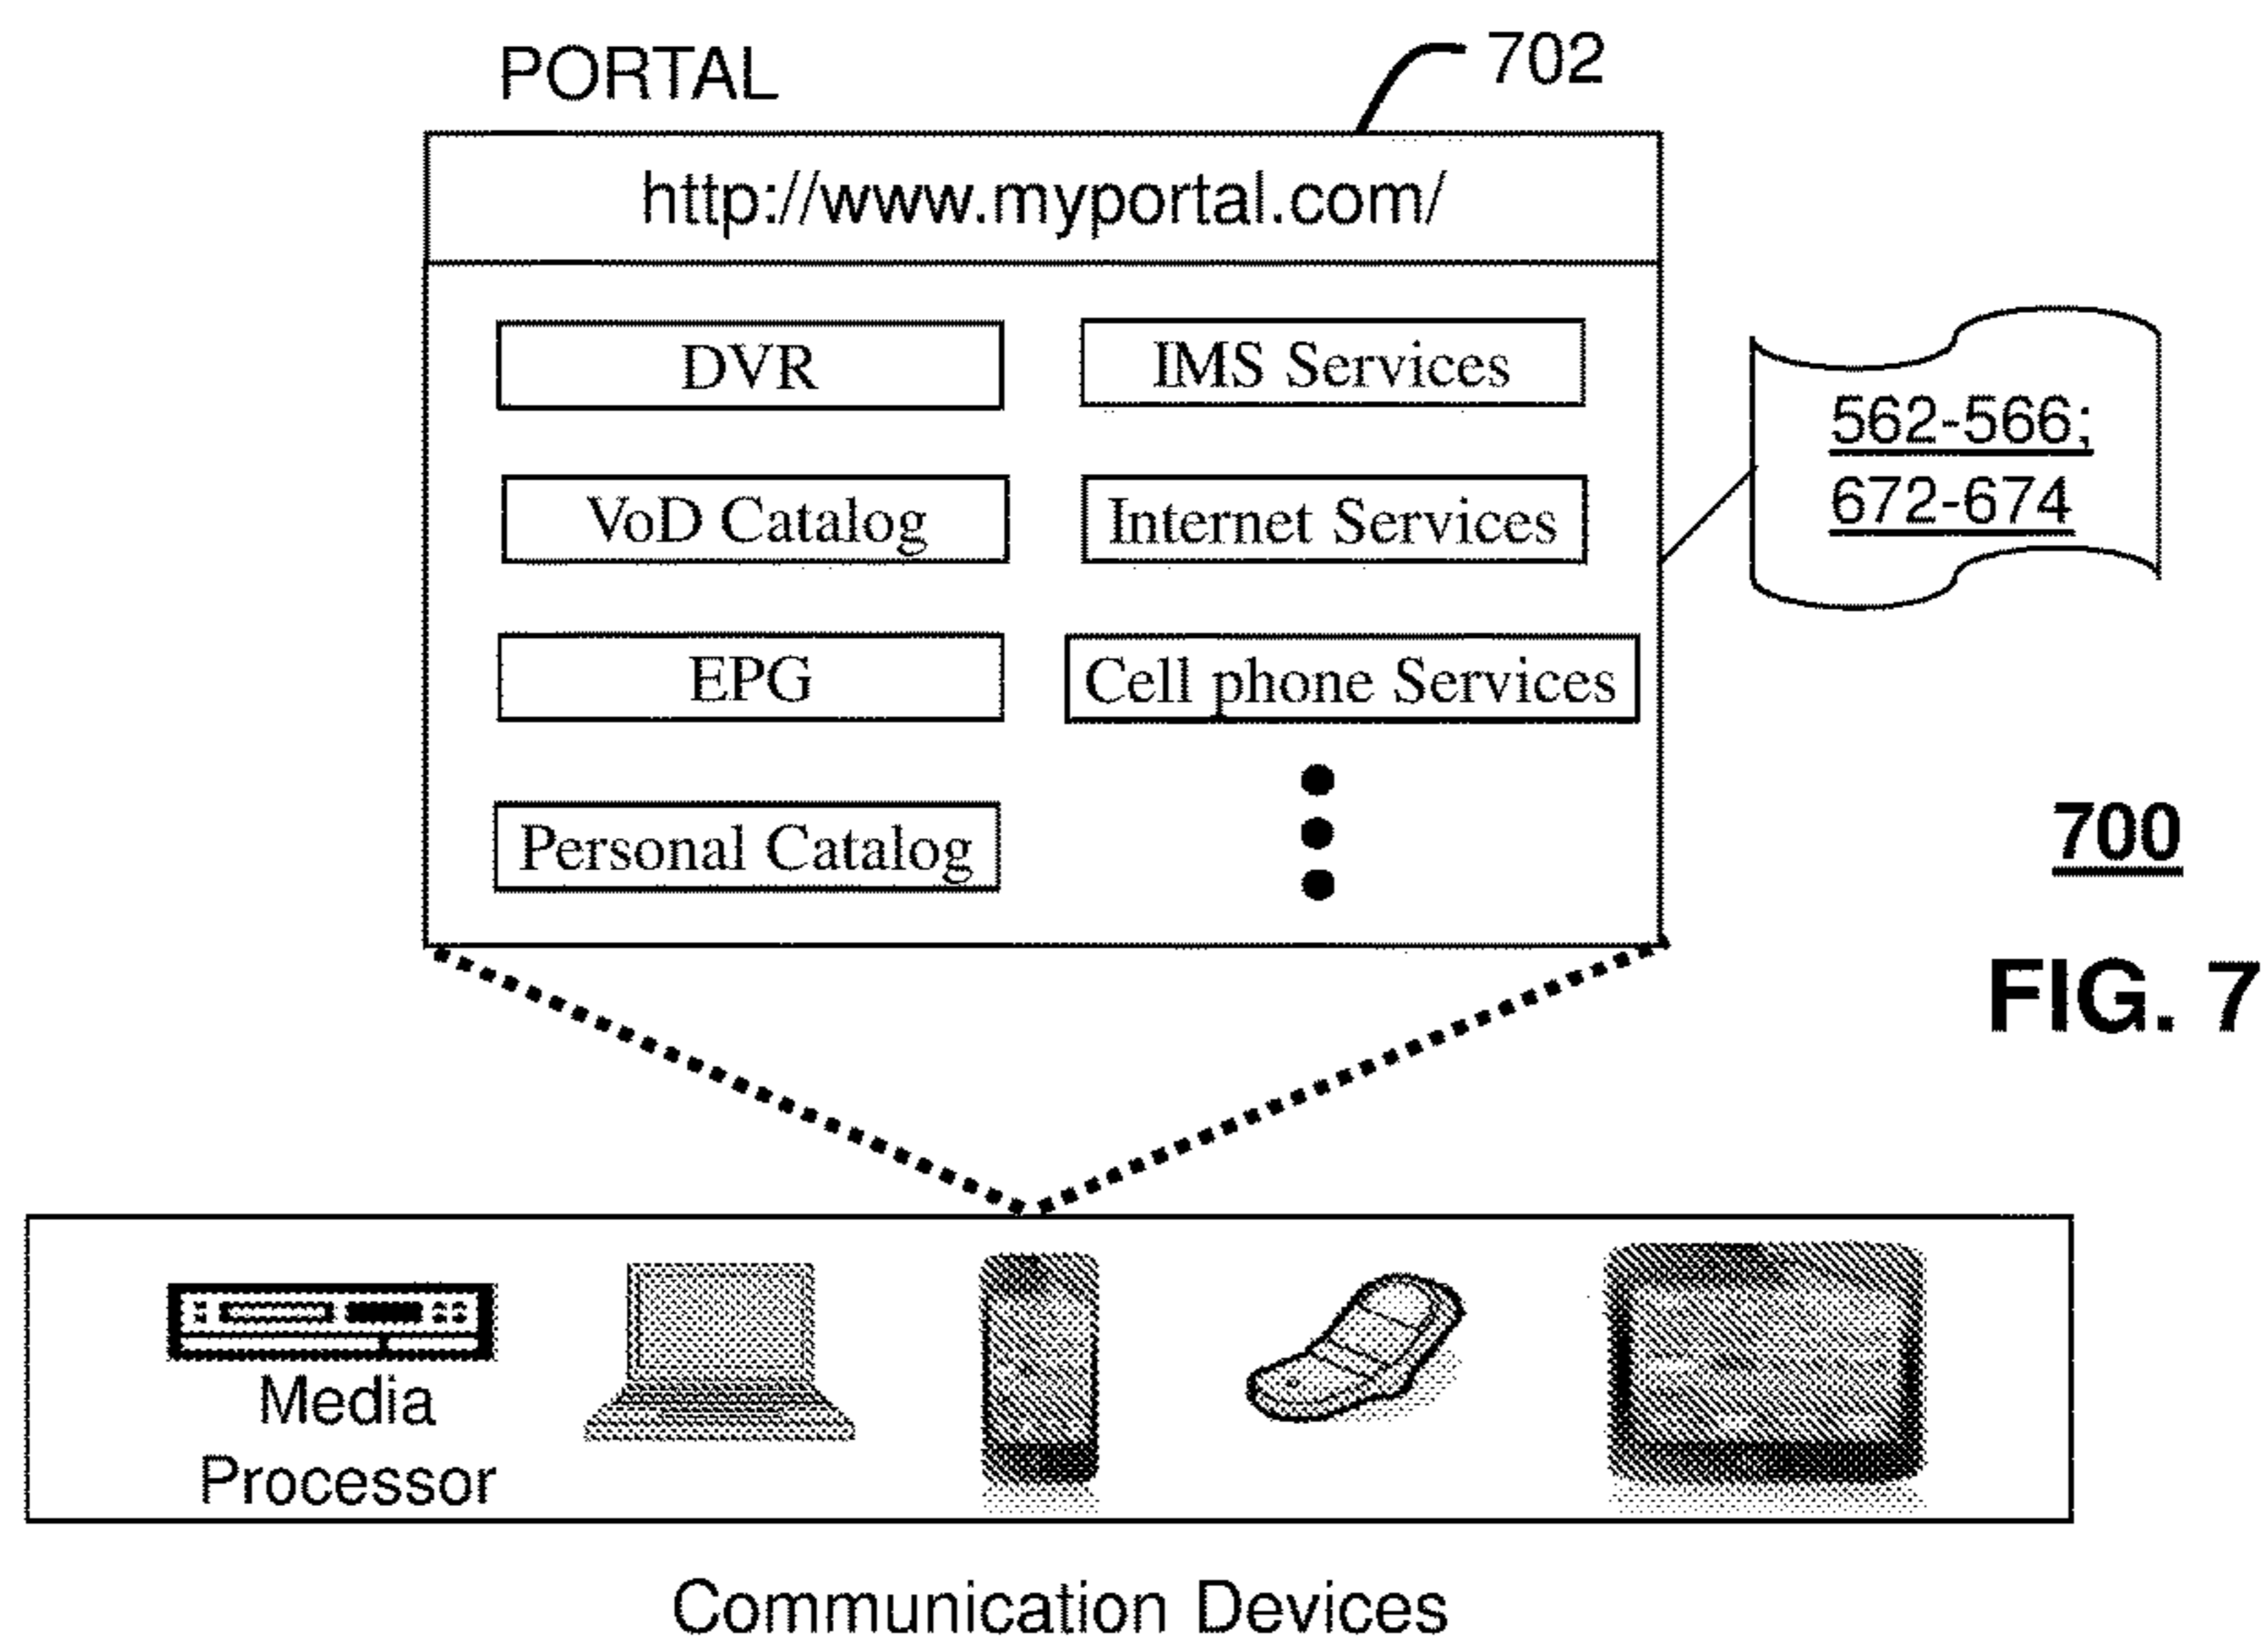 PORTAL
702
http://www.myportal.com/
DVR
IMS Services
VoD Catalog
Internet Services
EPG
Cell phone Services
Personal Catalog
562-566;
672-674
700
FIG. 7
Media
Processor
Communication Devices